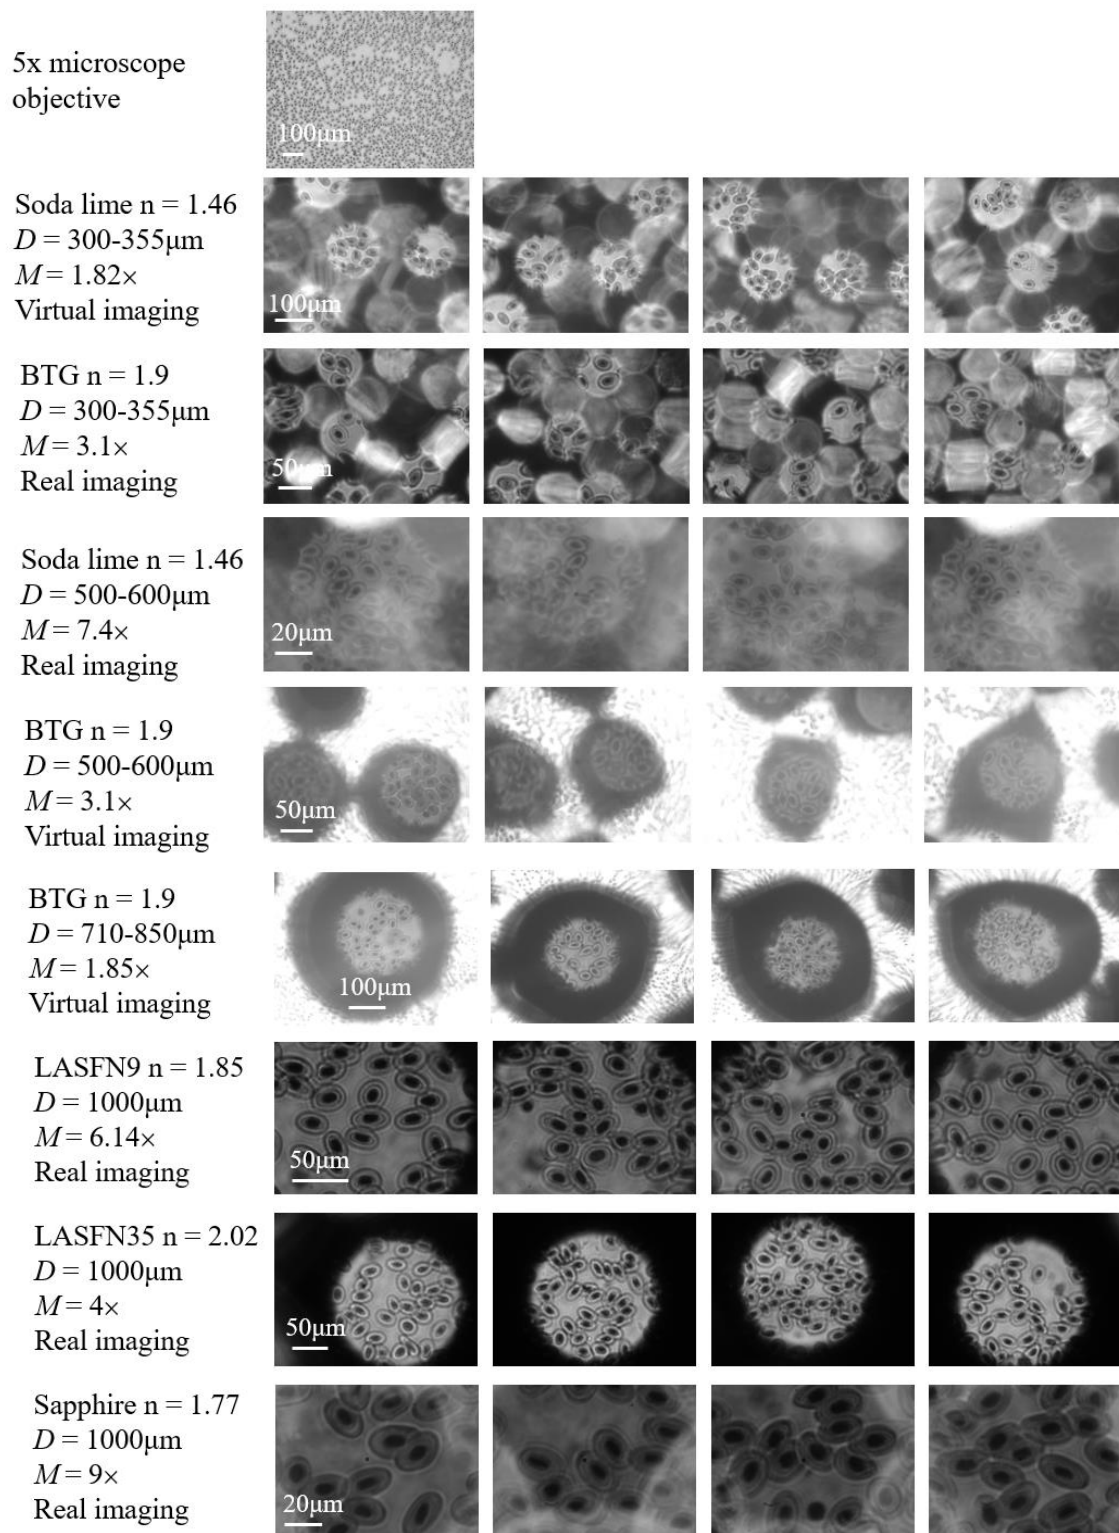 5x microscope
objective
100μm
Soda lime n = 1.46
D = 300-355μm
M = 1.82×
Virtual imaging
100μm
BTG n = 1.9
D = 300-355μm
M = 3.1×
Real imaging
50μm
Soda lime n = 1.46
D = 500-600μm
M = 7.4×
Real imaging
20μm
BTG n = 1.9
D = 500-600μm
M = 3.1×
Virtual imaging
50μm
BTG n = 1.9
D = 710-850μm
M = 1.85×
Virtual imaging
100μm
LASFN9 n = 1.85
D = 1000μm
M = 6.14×
Real imaging
50μm
LASFN35 n = 2.02
D = 1000μm
M = 4×
Real imaging
50μm
Sapphire n = 1.77
D = 1000μm
M = 9×
Real imaging
20μm